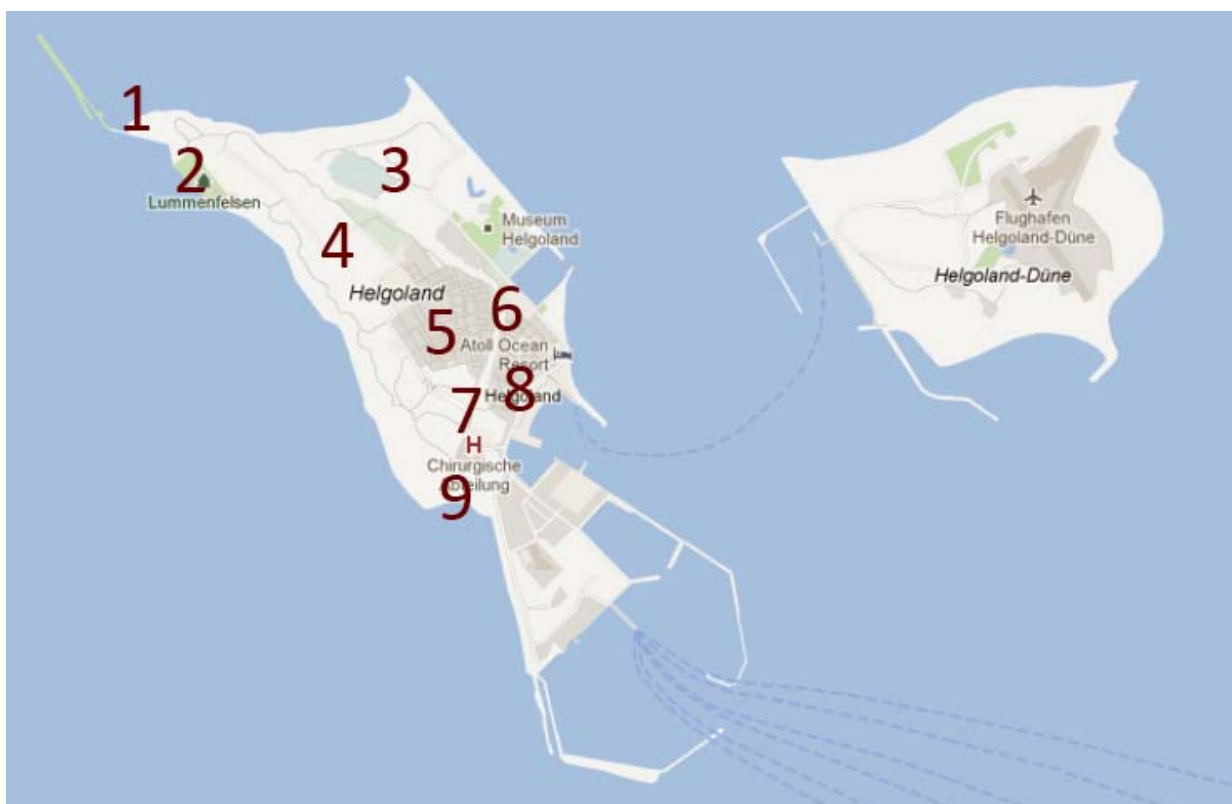 1
2
Lummenfelsen
3
Museum
Helgoland
4
Helgoland
5
6
Atoll Ocean
Resort
8
Helgoland
7
H
Chirurgische
Abteilung
9
Flughafen
Helgoland-Düne
Helgoland-Düne